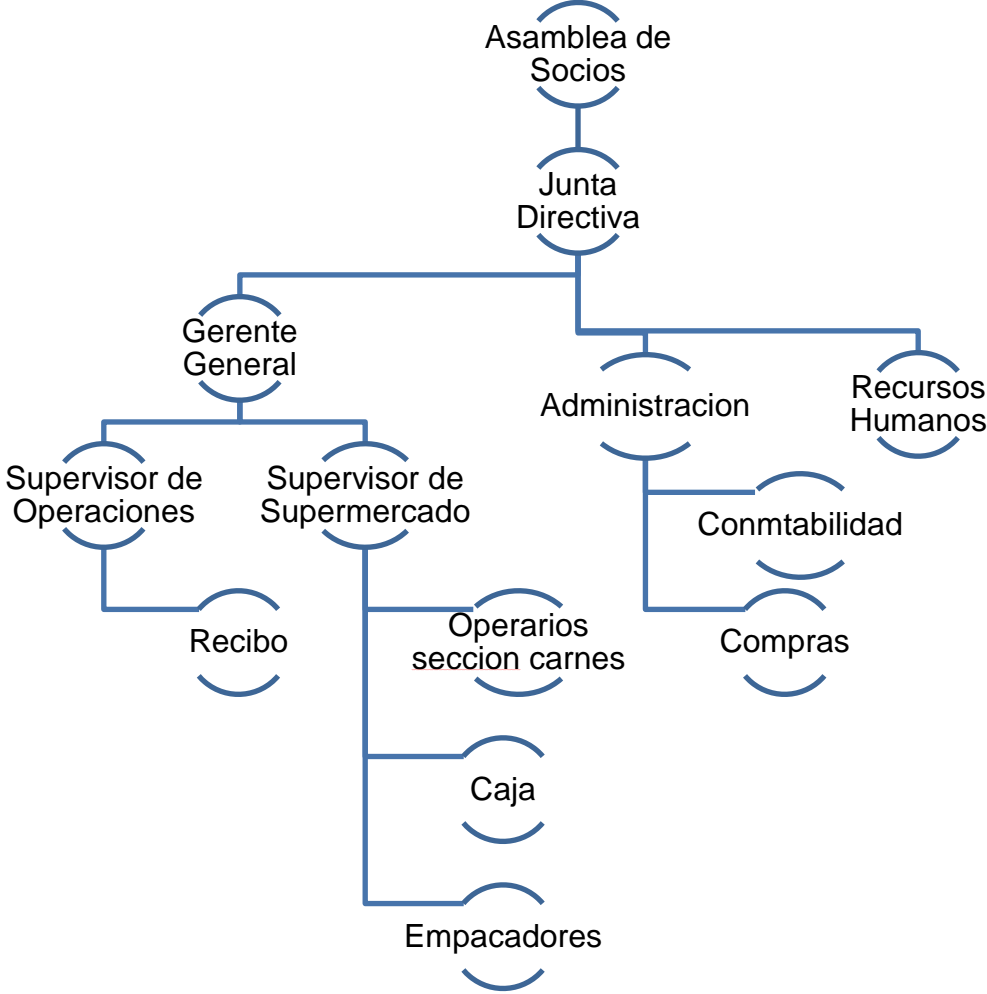 Asamblea de
Socios
Junta
Directiva
Gerente
General
Administracion
Recursos
Humanos
Supervisor de
Operaciones
Supervisor de
Supermercado
Conmtabilidad
Recibo
Operarios
seccion carnes
Compras
Caja
Empacadores